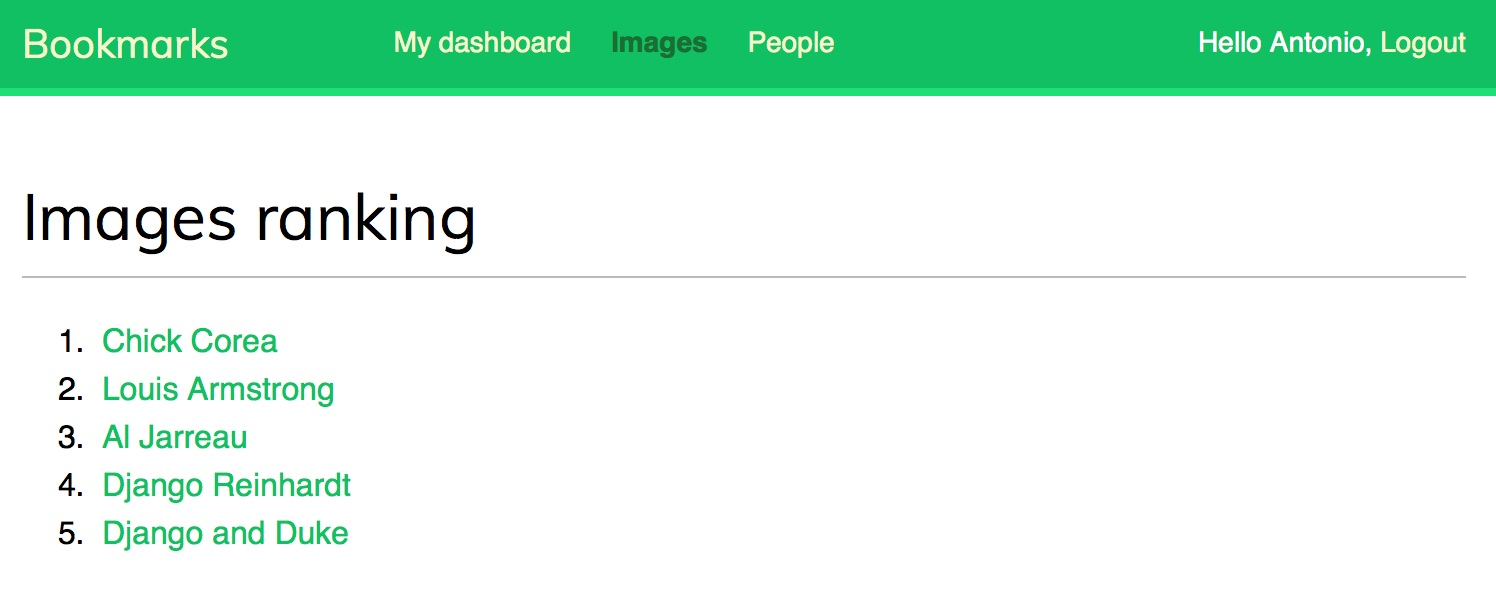 Bookmarks My dashboard Images People Hello Antonio, Logout
Images ranking
1. Chick Corea
2. Louis Armstrong
3. Al Jarreau
4. Django Reinhardt
5. Django and Duke